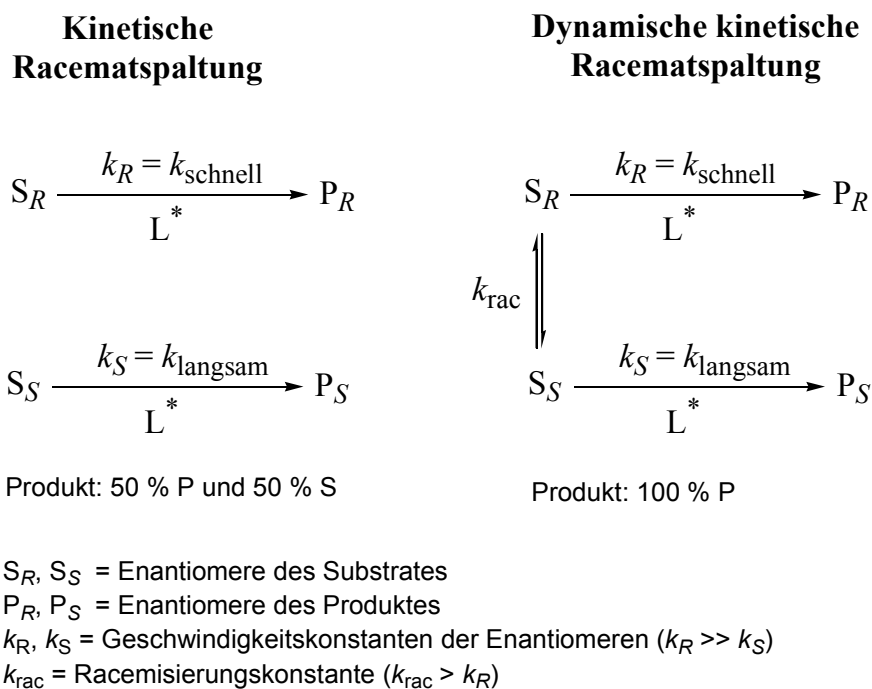 Kinetische
Racematspaltung
S_R k_R = k_schnell P_R
L*
S_S k_S = k_langsam P_S
L*
Produkt: 50 % P und 50 % S
Dynamische kinetische
Racematspaltung
S_R k_R = k_schnell P_R
L*
k_rac
S_S k_S = k_langsam P_S
L*
Produkt: 100 % P
S_R, S_S = Enantiomere des Substrates
P_R, P_S = Enantiomere des Produktes
k_R, k_S = Geschwindigkeitskonstanten der Enantiomeren (k_R >> k_S)
k_rac = Racemisierungskonstante (k_rac > k_R)